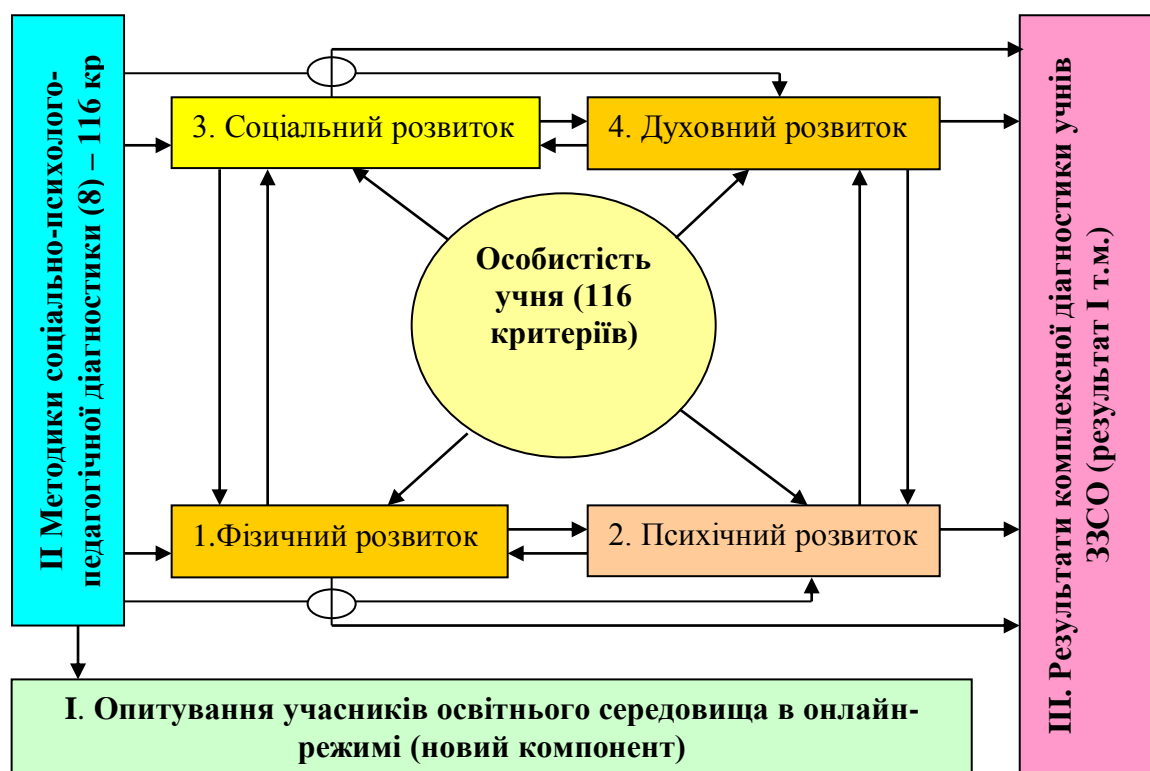 II Методики соціально-психолого-
педагогічної діагностики (8) – 116 кр
3. Соціальний розвиток
4. Духовний розвиток
Особистість
учня (116
критеріїв)
1.Фізичний розвиток
2. Психічний розвиток
III. Результати комплексної діагностики учнів
ЗЗСО (результат I т.м.)
I. Опитування учасників освітнього середовища в онлайн-
режимі (новий компонент)